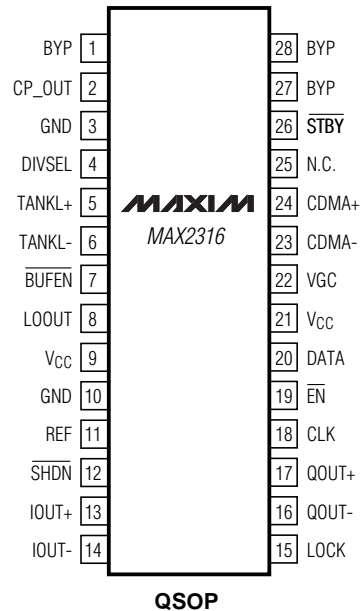 BYP 1
CP_OUT 2
GND 3
DIVSEL 4
TANKL+ 5
TANKL- 6
BUFEN 7
LOOUT 8
VCC 9
GND 10
REF 11
SHDN 12
IOUT+ 13
IOUT- 14
MAXIM
MAX2316
28 BYP
27 BYP
26 STBY
25 N.C.
24 CDMA+
23 CDMA-
22 VGC
21 VCC
20 DATA
19 EN
18 CLK
17 QOUT+
16 QOUT-
15 LOCK
QSOP